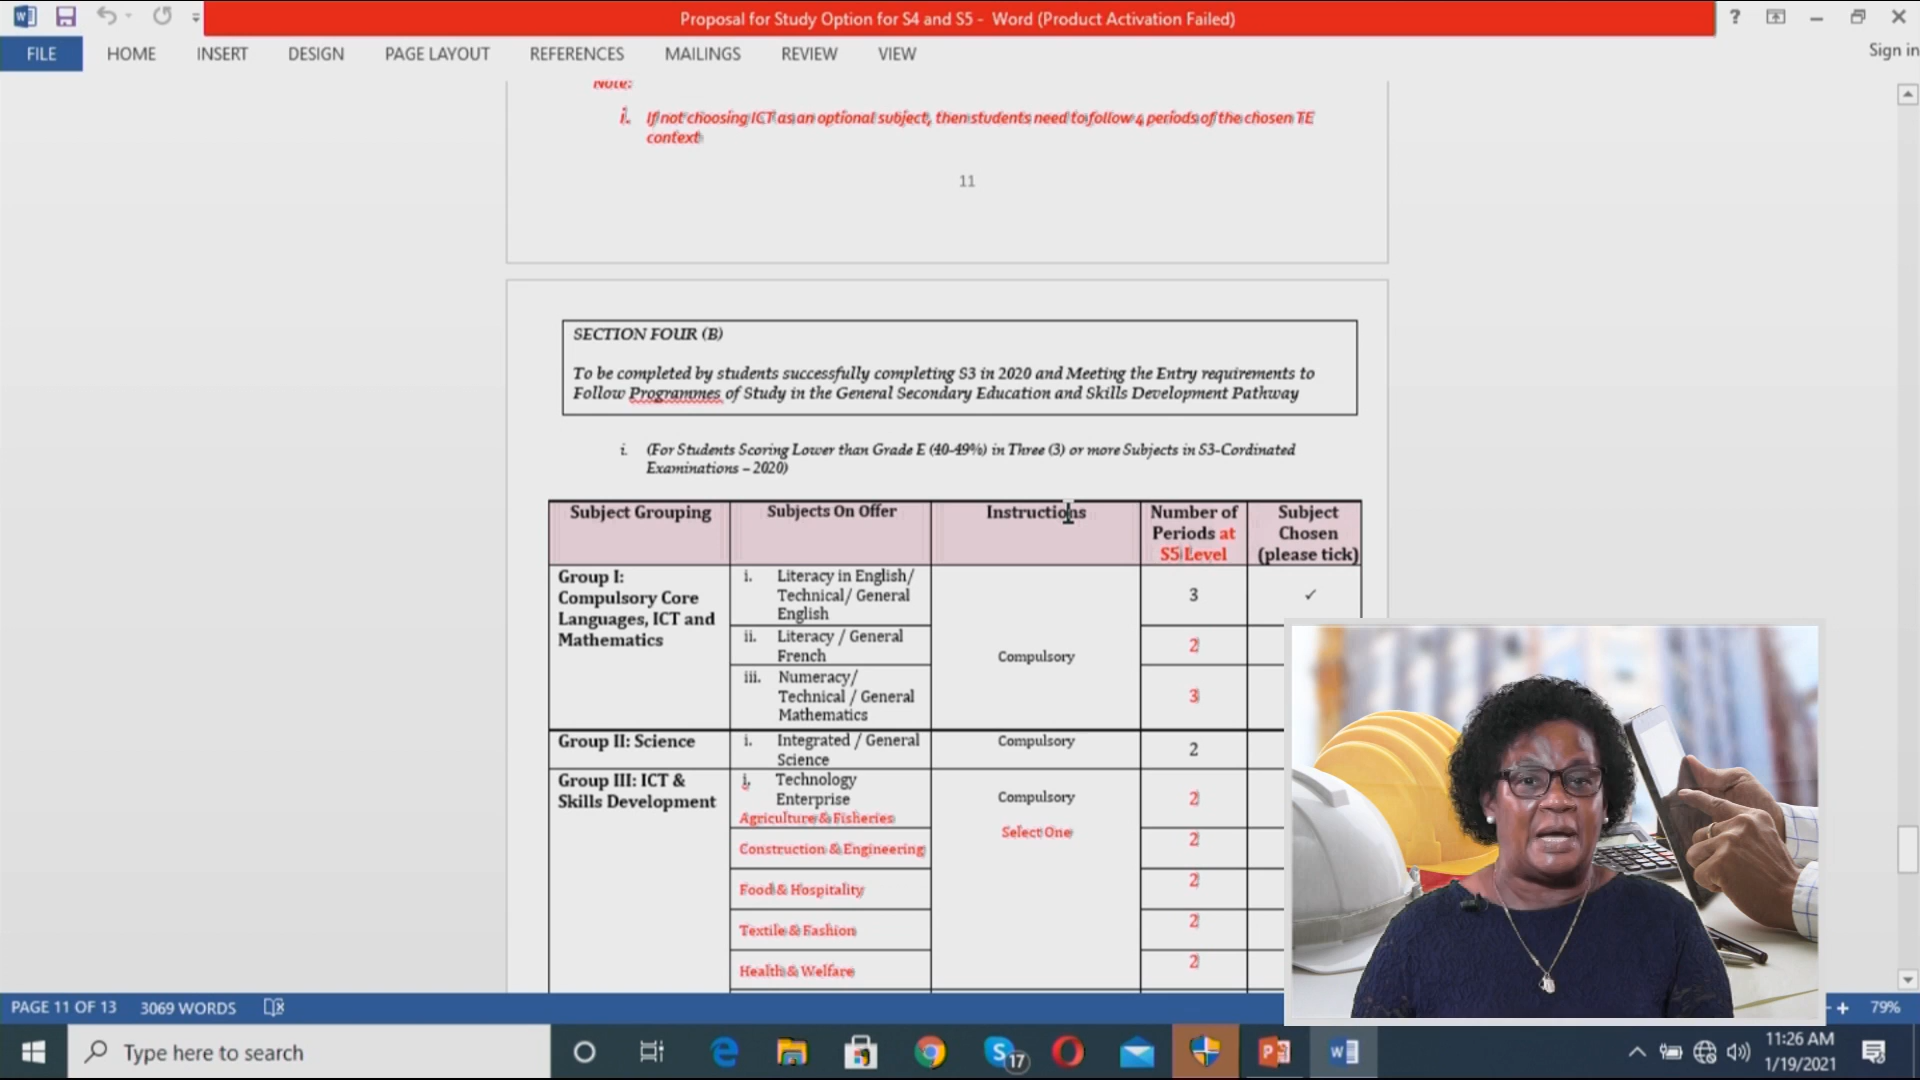 Proposal for Study Option for S4 and S5 - Word (Product Activation Failed)
FILE HOME INSERT DESIGN PAGE LAYOUT REFERENCES MAILINGS REVIEW VIEW Sign in
Note:
i. If not choosing ICT as an optional subject, then students need to follow 4 periods of the chosen TE
context
11
SECTION FOUR (B)
To be completed by students successfully completing S3 in 2020 and Meeting the Entry requirements to
Follow Programmes of Study in the General Secondary Education and Skills Development Pathway
i. (For Students Scoring Lower than Grade E (40-49%) in Three (3) or more Subjects in S3-Cordinated
Examinations – 2020)
Subject Grouping
Subjects On Offer
Instructions
Number of
Periods at
S5 Level
Subject
Chosen
(please tick)
Group I:
Compulsory Core
Languages, ICT and
Mathematics
i. Literacy in English/
Technical/ General
English
3
✓
ii. Literacy / General
French
Compulsory
2
iii. Numeracy/
Technical / General
Mathematics
3
Group II: Science
i. Integrated / General
Science
Compulsory
2
Group III: ICT &
Skills Development
i. Technology
Enterprise
Agriculture & Fisheries
Compulsory
Select One
2
Construction & Engineering
2
Food & Hospitality
2
Textile & Fashion
2
Health & Welfare
2
PAGE 11 OF 13 3069 WORDS
+ 79%
Type here to search
17
11:26 AM
1/19/2021